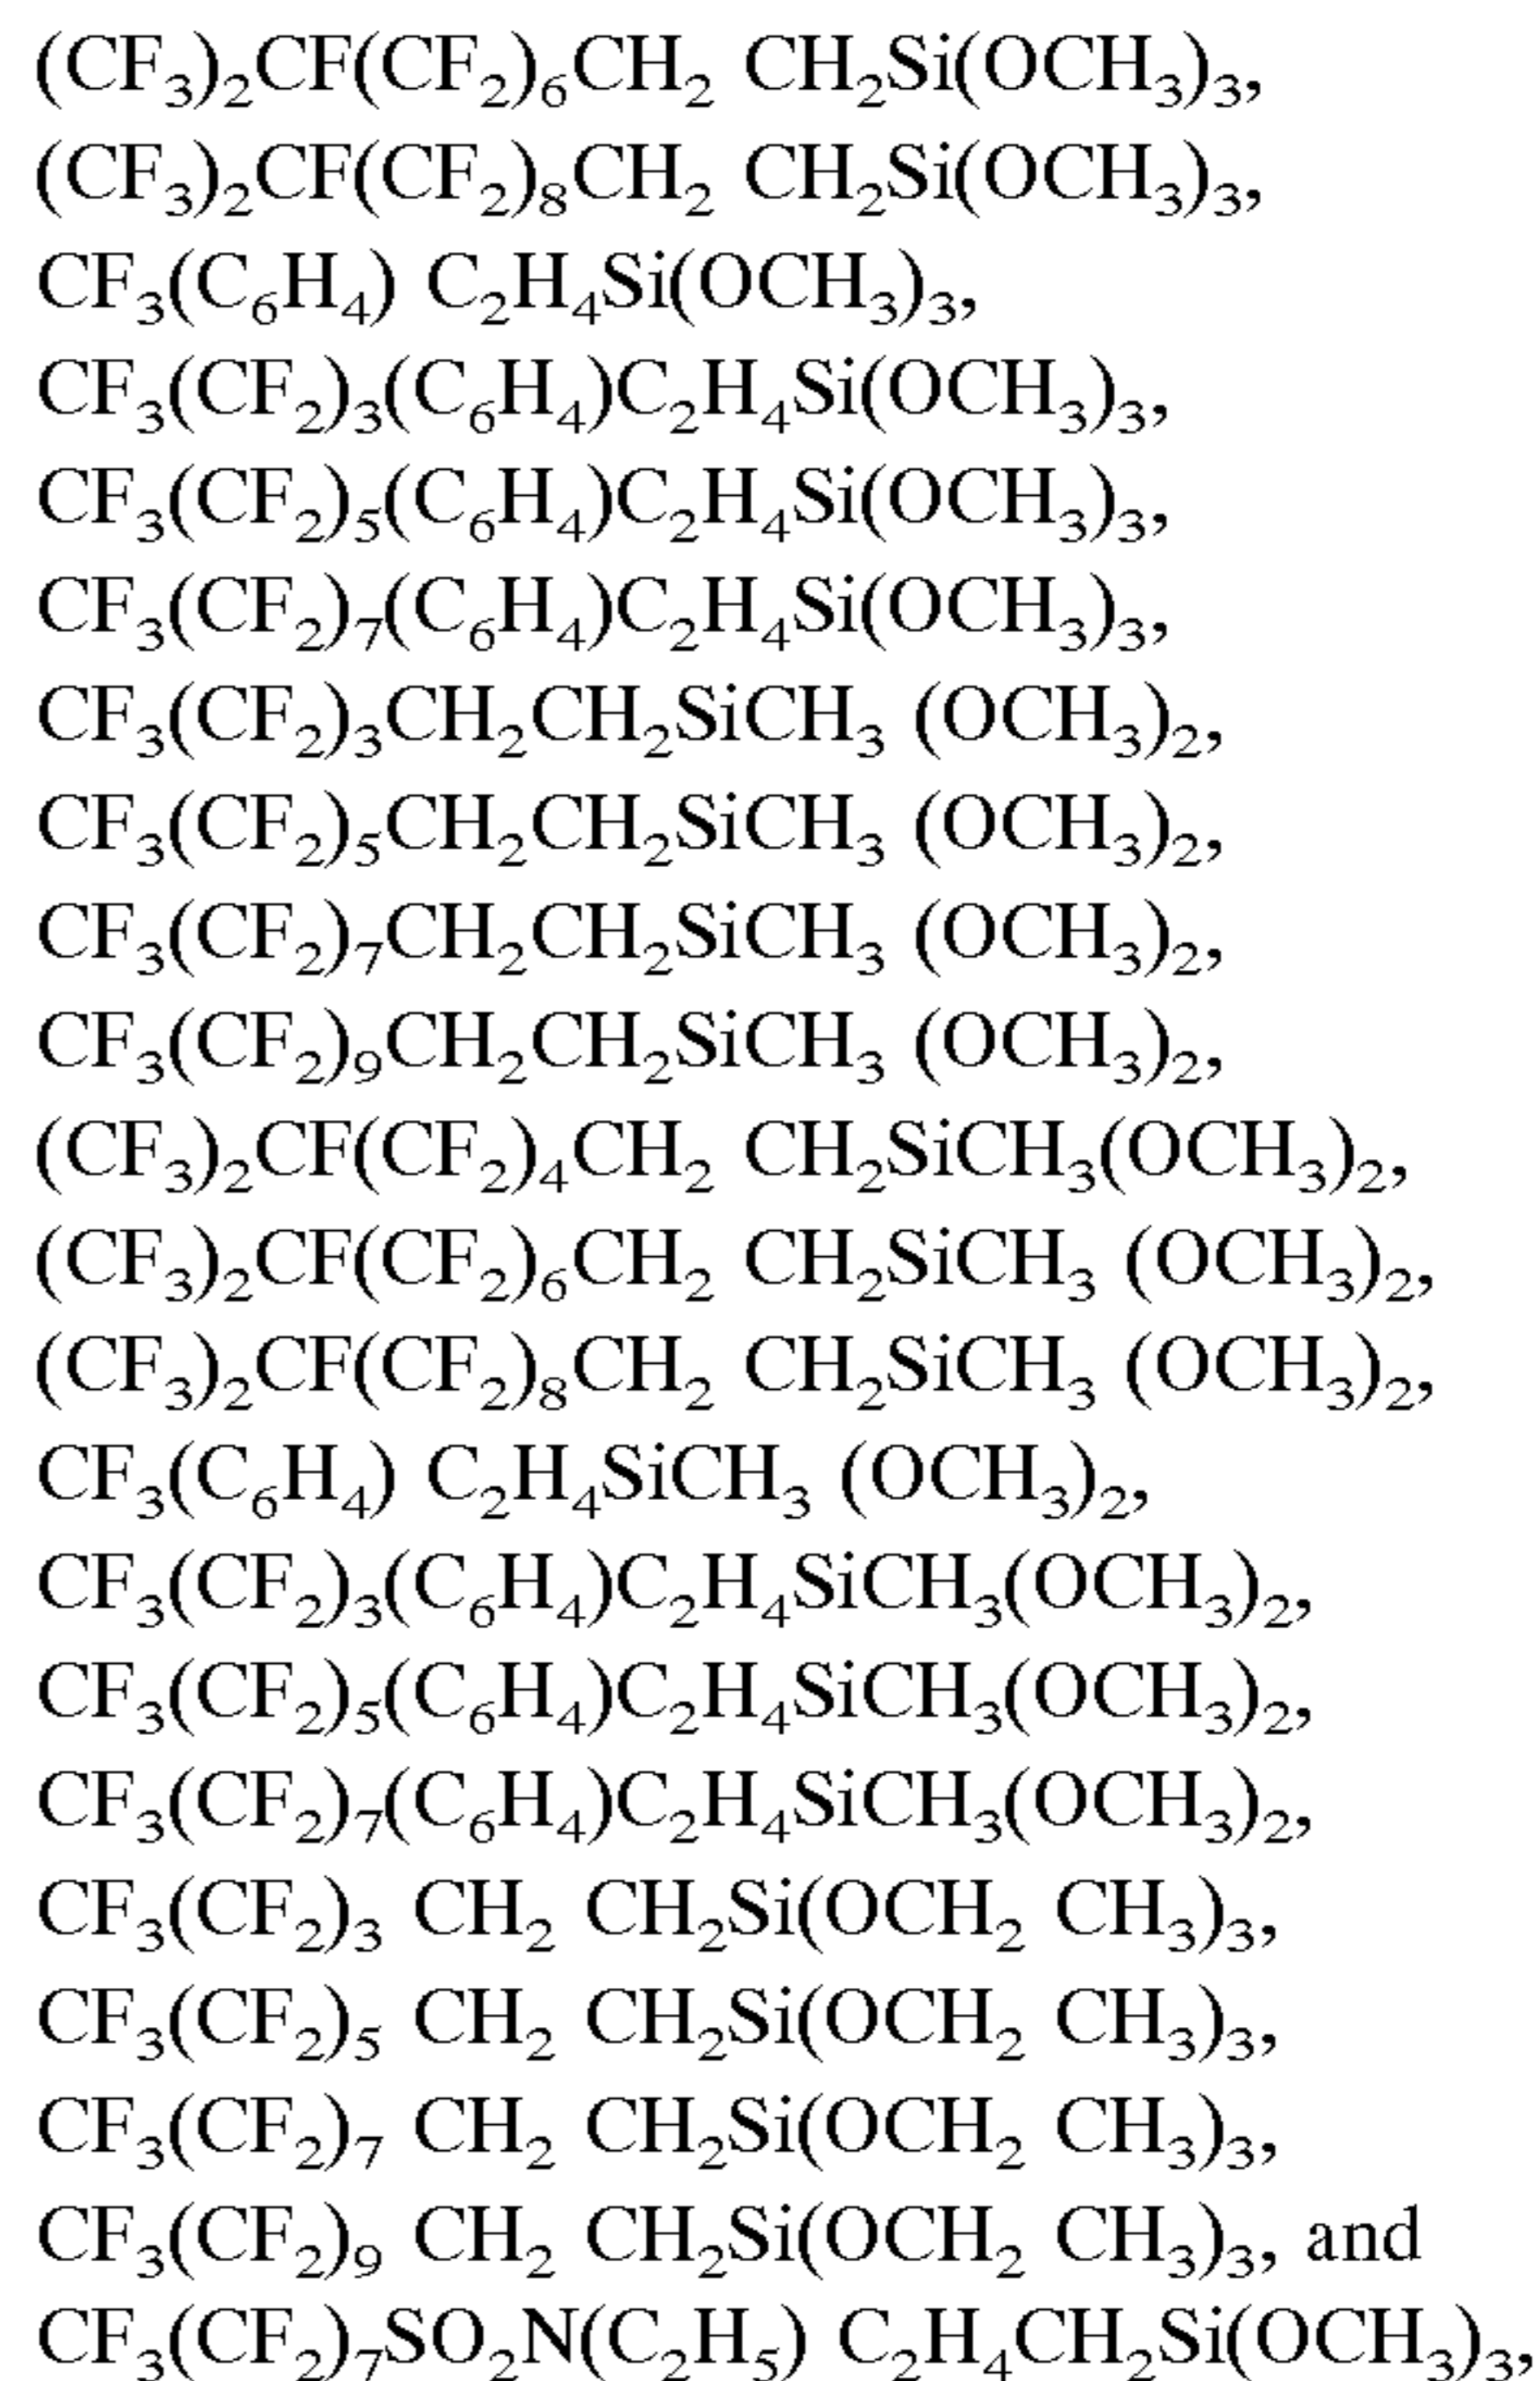 (CF₃)₂CF(CF₂)₆CH₂ CH₂Si(OCH₃)₃,
(CF₃)₂CF(CF₂)₈CH₂ CH₂Si(OCH₃)₃,
CF₃(C₆H₄) C₂H₄Si(OCH₃)₃,
CF₃(CF₂)₃(C₆H₄)C₂H₄Si(OCH₃)₃,
CF₃(CF₂)₅(C₆H₄)C₂H₄Si(OCH₃)₃,
CF₃(CF₂)₇(C₆H₄)C₂H₄Si(OCH₃)₃,
CF₃(CF₂)₃CH₂CH₂SiCH₃ (OCH₃)₂,
CF₃(CF₂)₅CH₂CH₂SiCH₃ (OCH₃)₂,
CF₃(CF₂)₇CH₂CH₂SiCH₃ (OCH₃)₂,
CF₃(CF₂)₉CH₂CH₂SiCH₃ (OCH₃)₂,
(CF₃)₂CF(CF₂)₄CH₂ CH₂SiCH₃(OCH₃)₂,
(CF₃)₂CF(CF₂)₆CH₂ CH₂SiCH₃ (OCH₃)₂,
(CF₃)₂CF(CF₂)₈CH₂ CH₂SiCH₃ (OCH₃)₂,
CF₃(C₆H₄) C₂H₄SiCH₃ (OCH₃)₂,
CF₃(CF₂)₃(C₆H₄)C₂H₄SiCH₃(OCH₃)₂,
CF₃(CF₂)₅(C₆H₄)C₂H₄SiCH₃(OCH₃)₂,
CF₃(CF₂)₇(C₆H₄)C₂H₄SiCH₃(OCH₃)₂,
CF₃(CF₂)₃ CH₂ CH₂Si(OCH₂ CH₃)₃,
CF₃(CF₂)₅ CH₂ CH₂Si(OCH₂ CH₃)₃,
CF₃(CF₂)₇ CH₂ CH₂Si(OCH₂ CH₃)₃,
CF₃(CF₂)₉ CH₂ CH₂Si(OCH₂ CH₃)₃, and
CF₃(CF₂)₇SO₂N(C₂H₅) C₂H₄CH₂Si(OCH₃)₃,